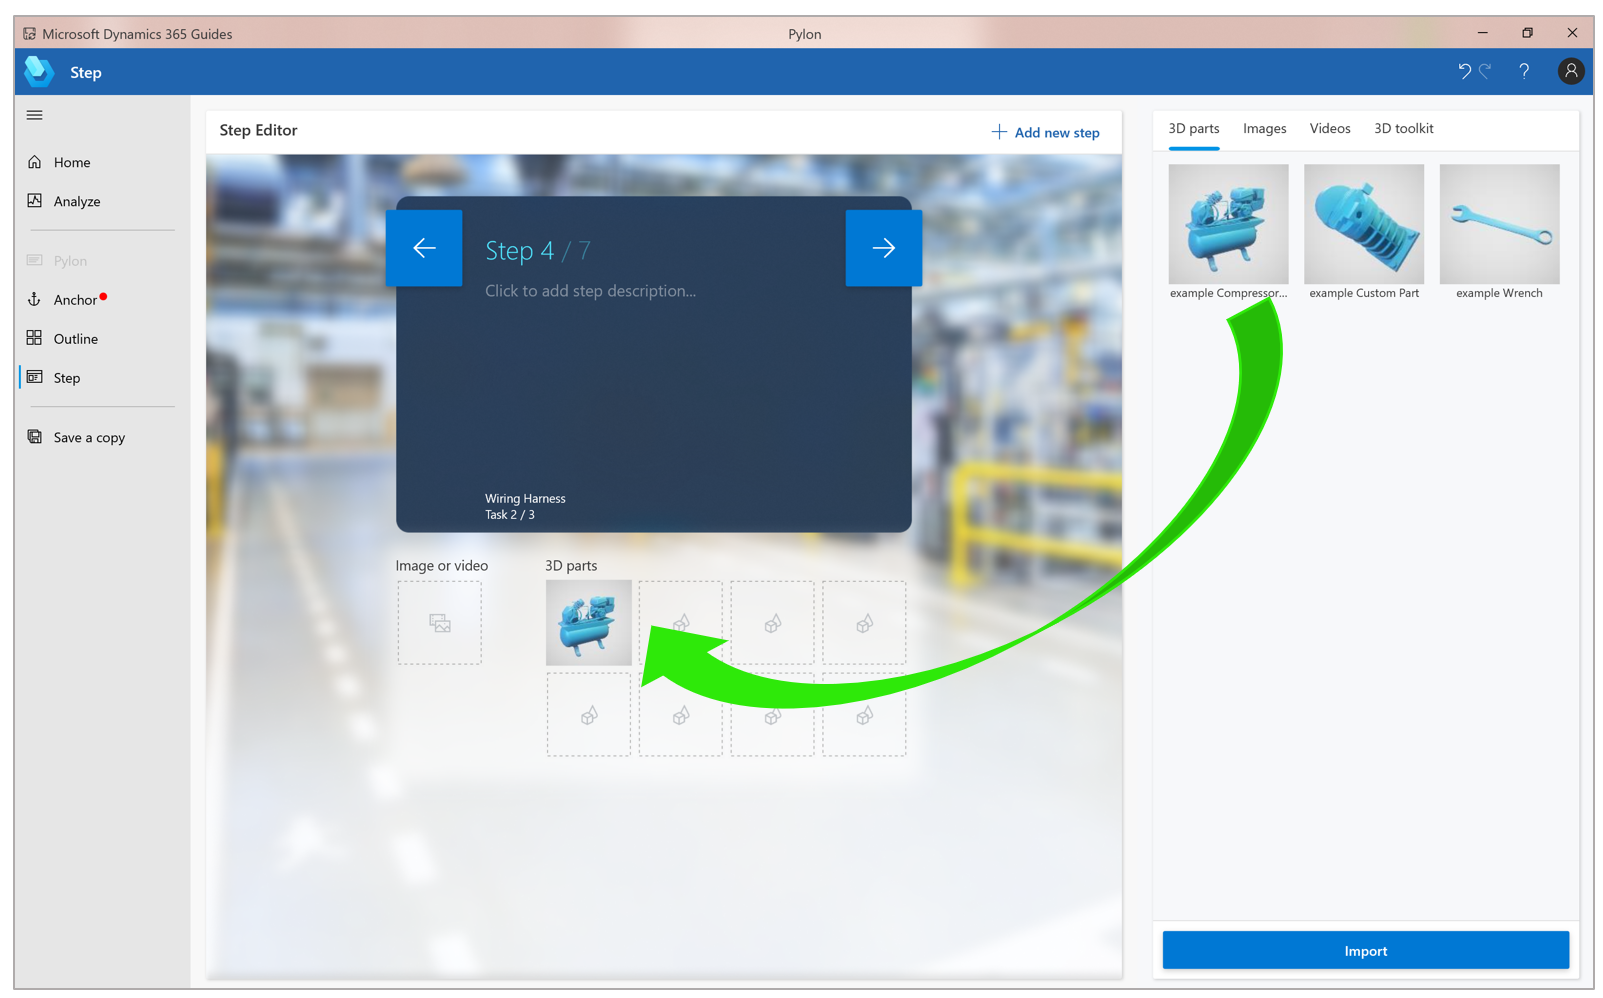 Microsoft Dynamics 365 Guides
Pylon
Step
Home
Analyze
Pylon
Anchor
Outline
Step
Save a copy
Step Editor
Add new step
Step 4 / 7
Click to add step description...
Wiring Harness
Task 2 / 3
Image or video
3D parts
3D parts Images Videos 3D toolkit
example Compressor... example Custom Part example Wrench
Import